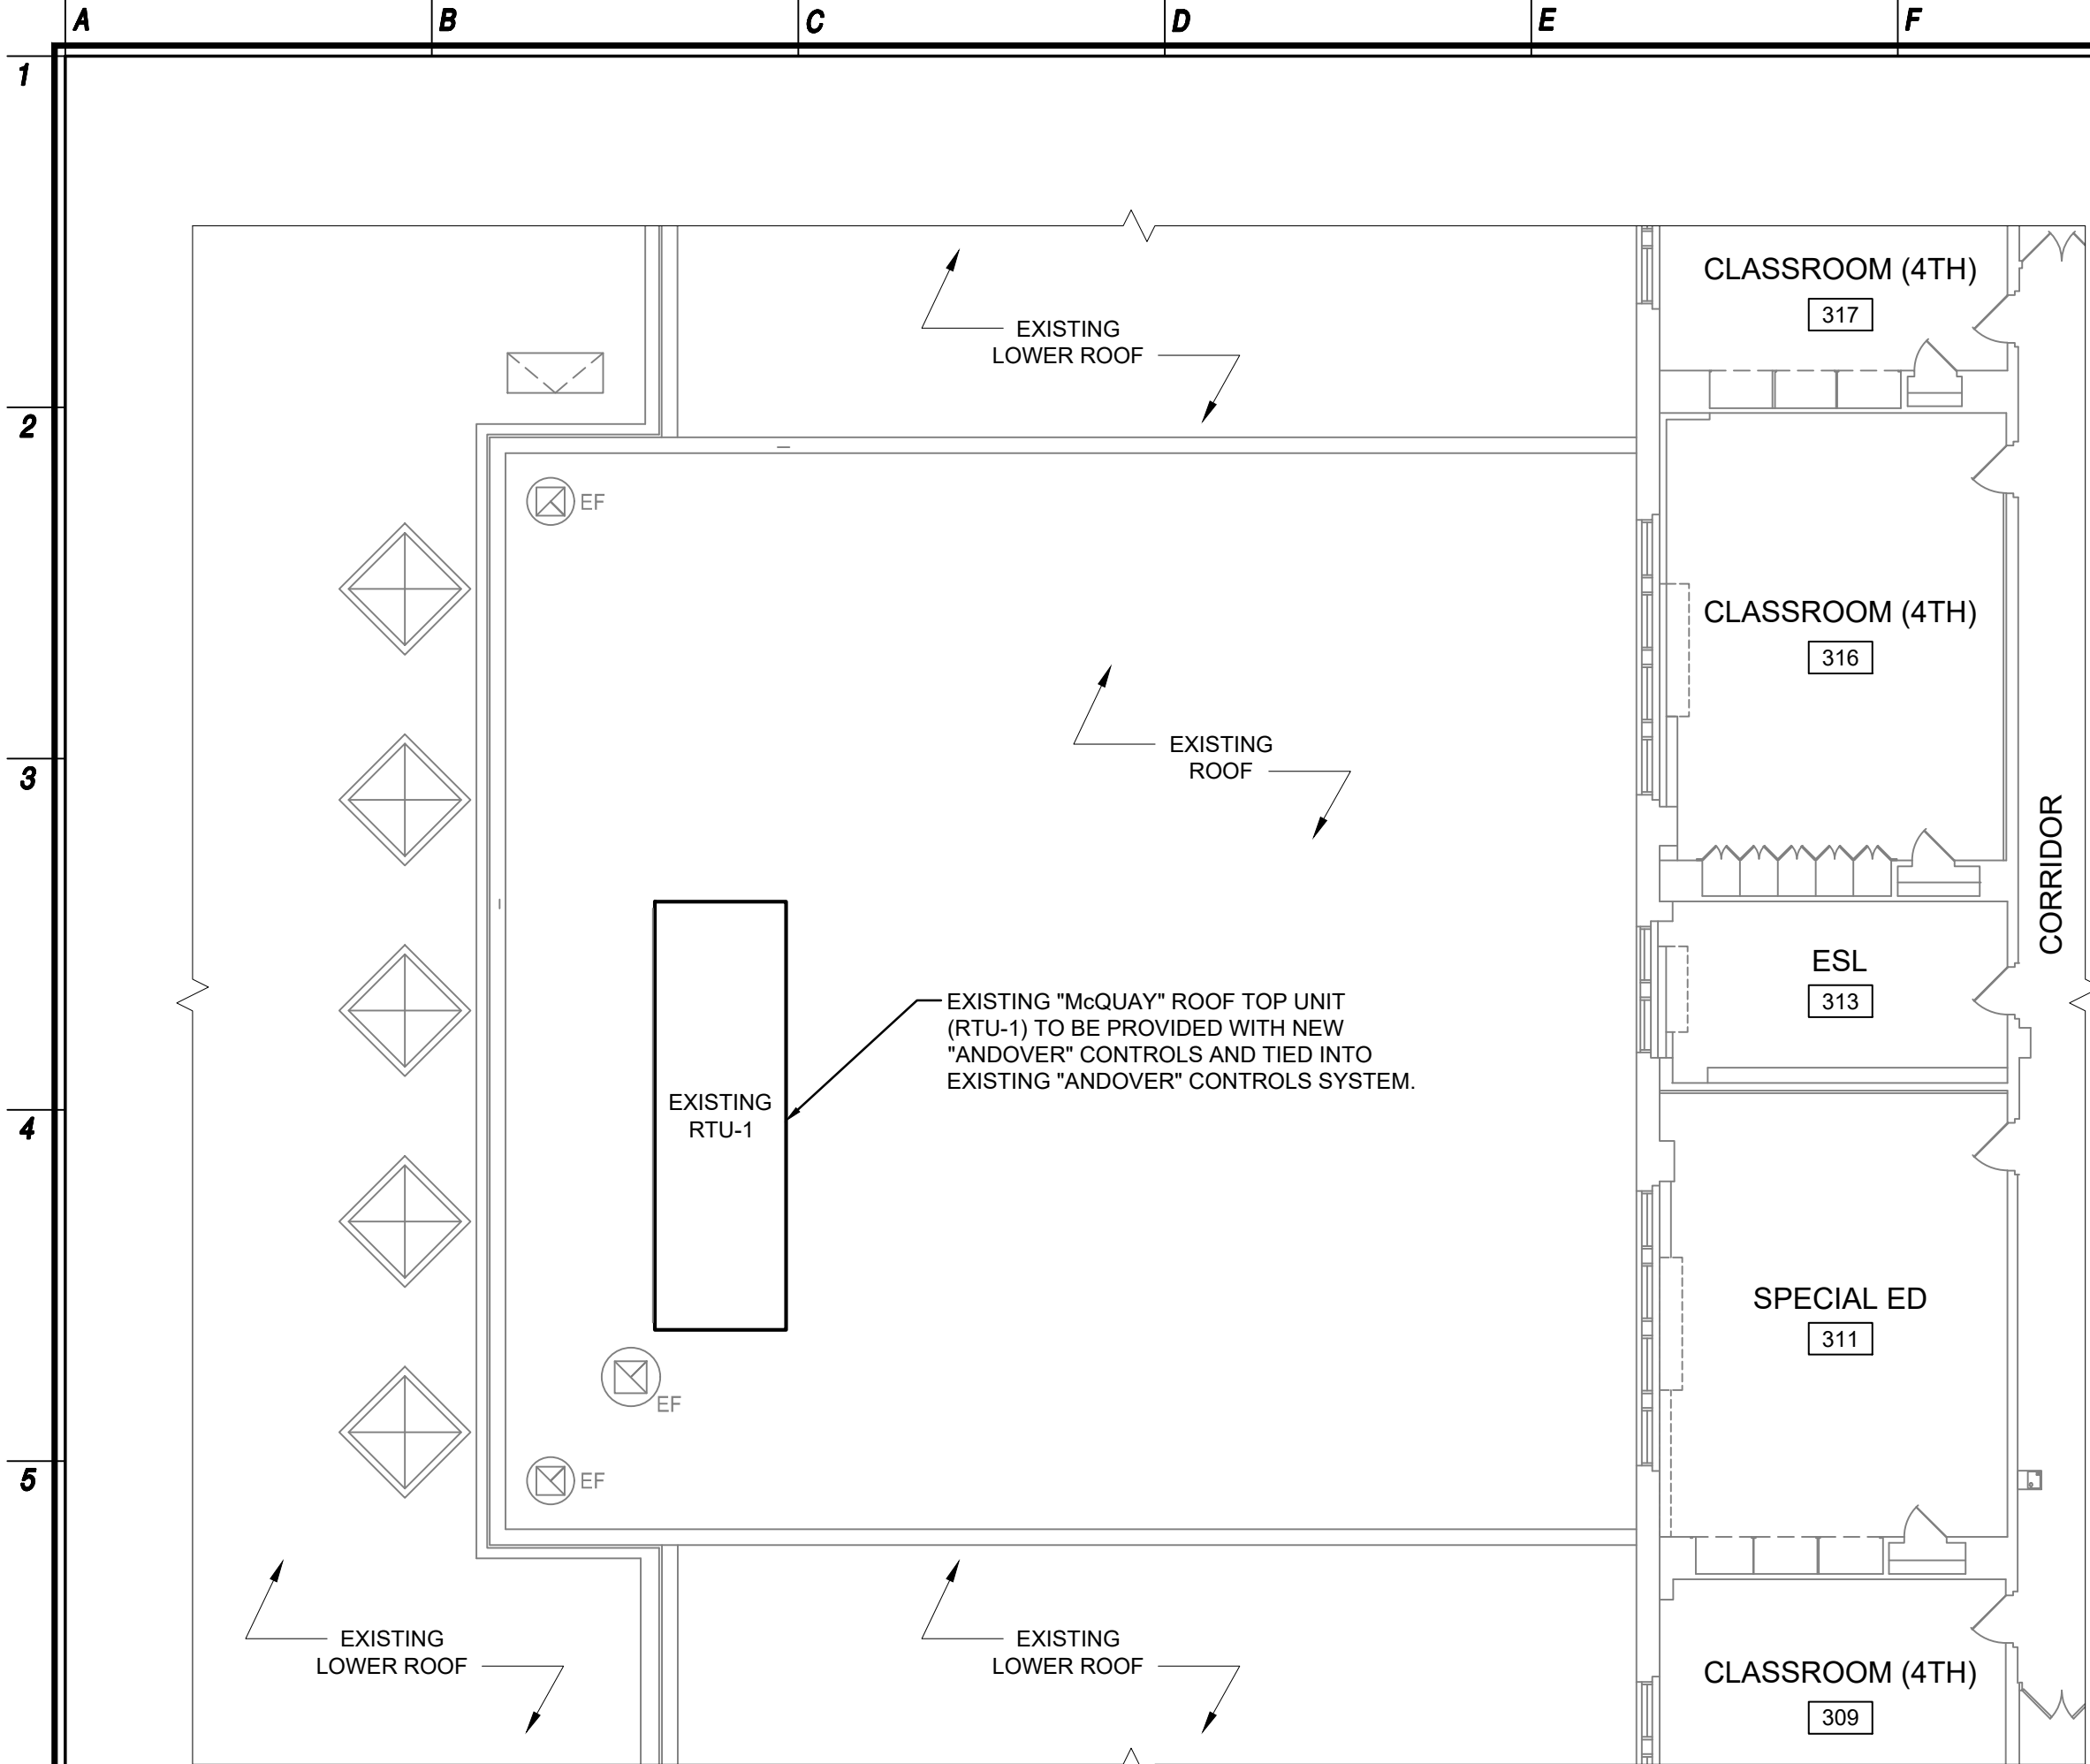 A
B
C
D
E
F
1
2
3
4
5
CLASSROOM (4TH)
317
EXISTING
LOWER ROOF
EF
CLASSROOM (4TH)
316
EXISTING
ROOF
CORRIDOR
ESL
313
EXISTING "McQUAY" ROOF TOP UNIT
(RTU-1) TO BE PROVIDED WITH NEW
"ANDOVER" CONTROLS AND TIED INTO
EXISTING "ANDOVER" CONTROLS SYSTEM.
EXISTING
RTU-1
SPECIAL ED
311
EF
EF
EXISTING
LOWER ROOF
EXISTING
LOWER ROOF
CLASSROOM (4TH)
309